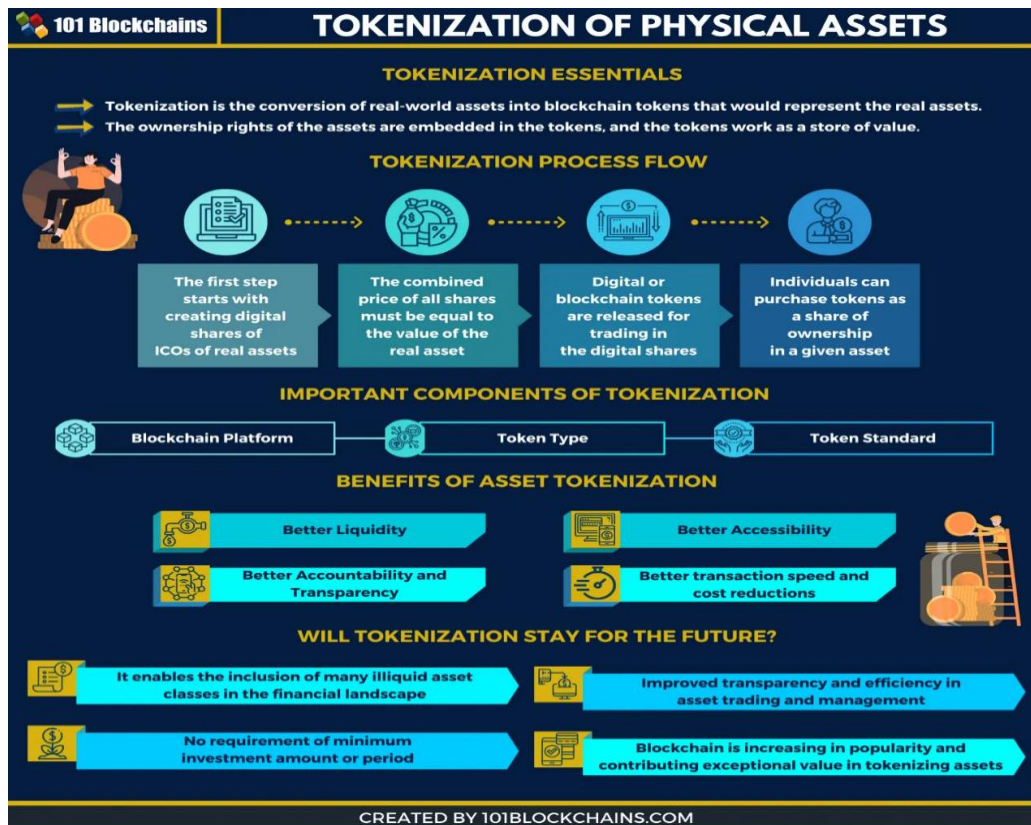 101 Blockchains
TOKENIZATION OF PHYSICAL ASSETS
TOKENIZATION ESSENTIALS
Tokenization is the conversion of real-world assets into blockchain tokens that would represent the real assets.
The ownership rights of the assets are embedded in the tokens, and the tokens work as a store of value.
TOKENIZATION PROCESS FLOW
The first step
starts with
creating digital
shares of
ICOs of real assets
The combined
price of all shares
must be equal to
the value of the
real asset
Digital or
blockchain tokens
are released for
trading in
the digital shares
Individuals can
purchase tokens as
a share of
ownership
in a given asset
IMPORTANT COMPONENTS OF TOKENIZATION
Blockchain Platform
Token Type
Token Standard
BENEFITS OF ASSET TOKENIZATION
Better Liquidity
Better Accessibility
Better Accountability and
Transparency
Better transaction speed and
cost reductions
WILL TOKENIZATION STAY FOR THE FUTURE?
It enables the inclusion of many illiquid asset
classes in the financial landscape
Improved transparency and efficiency in
asset trading and management
No requirement of minimum
investment amount or period
Blockchain is increasing in popularity and
contributing exceptional value in tokenizing assets
CREATED BY 101BLOCKCHAINS.COM